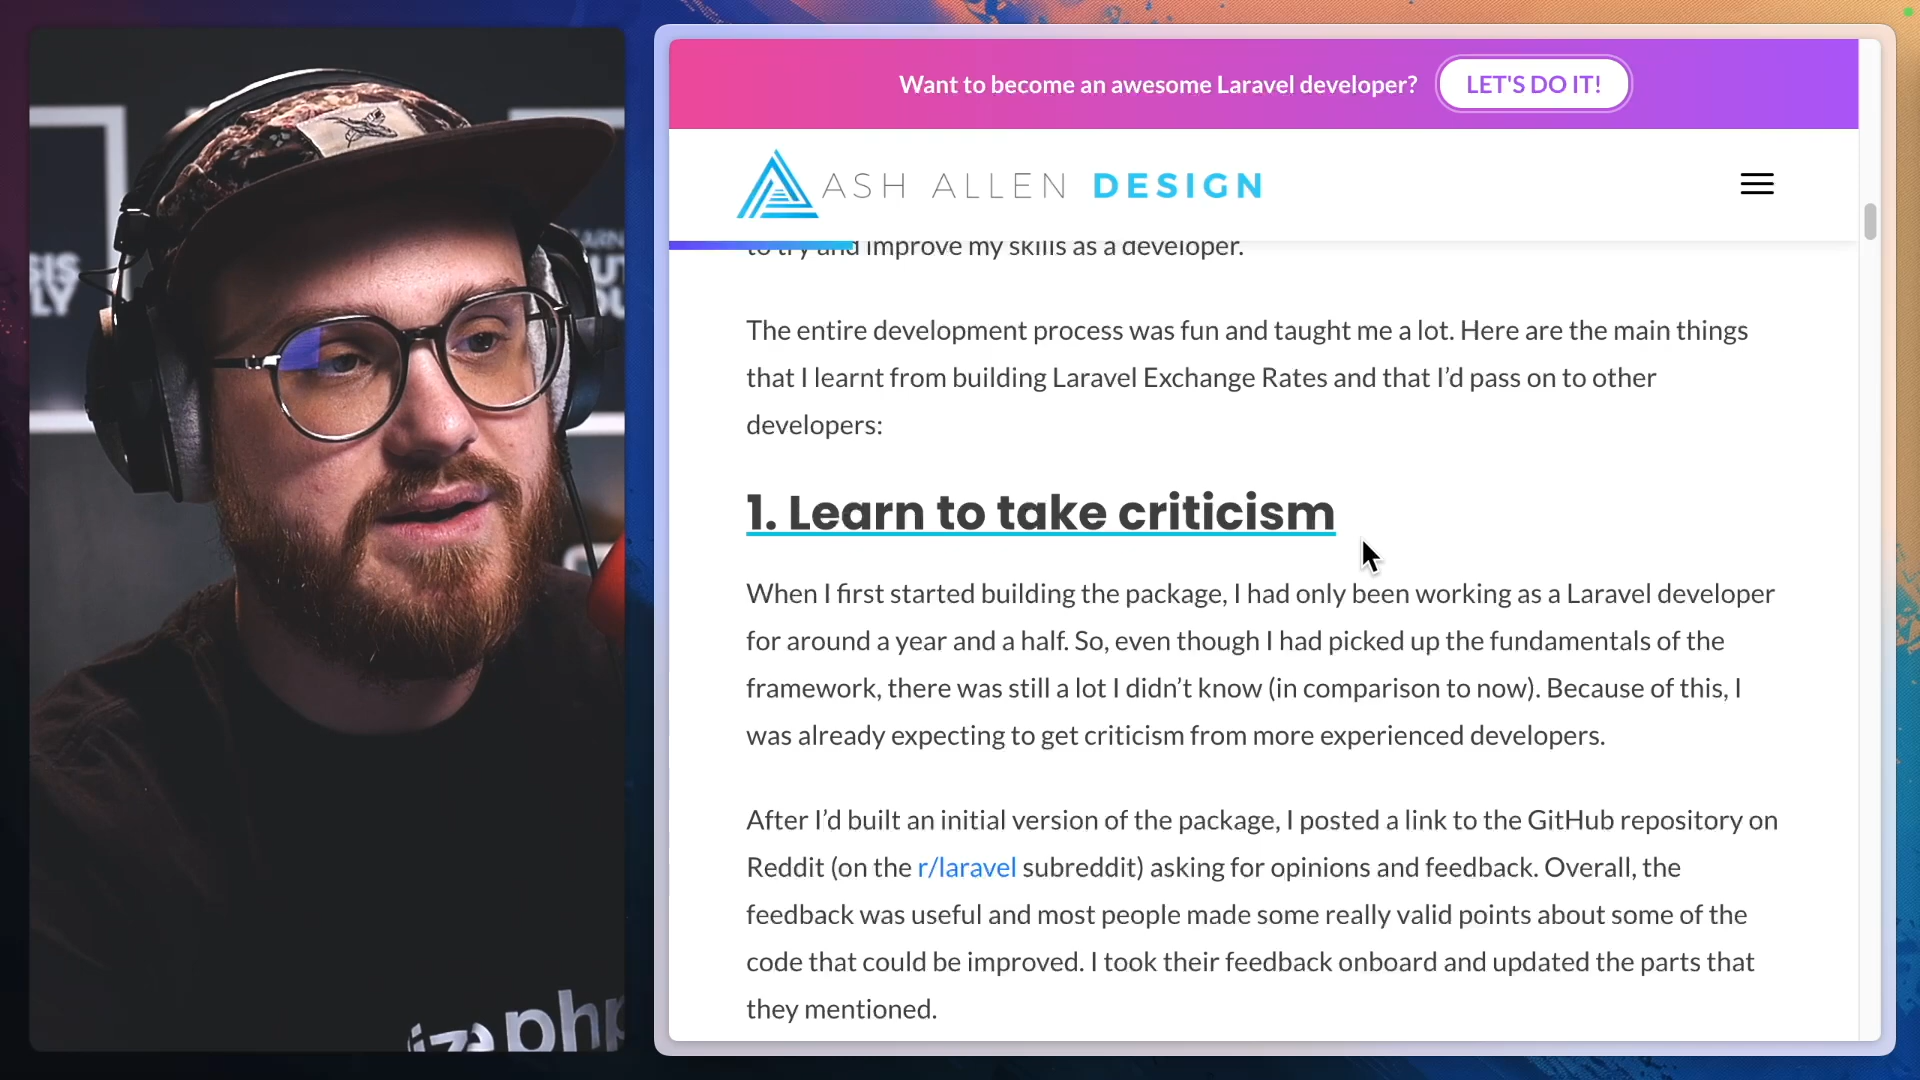 Want to become an awesome Laravel developer? LET'S DO IT!
ASH ALLEN DESIGN
to try and improve my skills as a developer.
The entire development process was fun and taught me a lot. Here are the main things
that I learnt from building Laravel Exchange Rates and that I’d pass on to other
developers:
1. Learn to take criticism
When I first started building the package, I had only been working as a Laravel developer
for around a year and a half. So, even though I had picked up the fundamentals of the
framework, there was still a lot I didn’t know (in comparison to now). Because of this, I
was already expecting to get criticism from more experienced developers.
After I’d built an initial version of the package, I posted a link to the GitHub repository on
Reddit (on the r/laravel subreddit) asking for opinions and feedback. Overall, the
feedback was useful and most people made some really valid points about some of the
code that could be improved. I took their feedback onboard and updated the parts that
they mentioned.
php